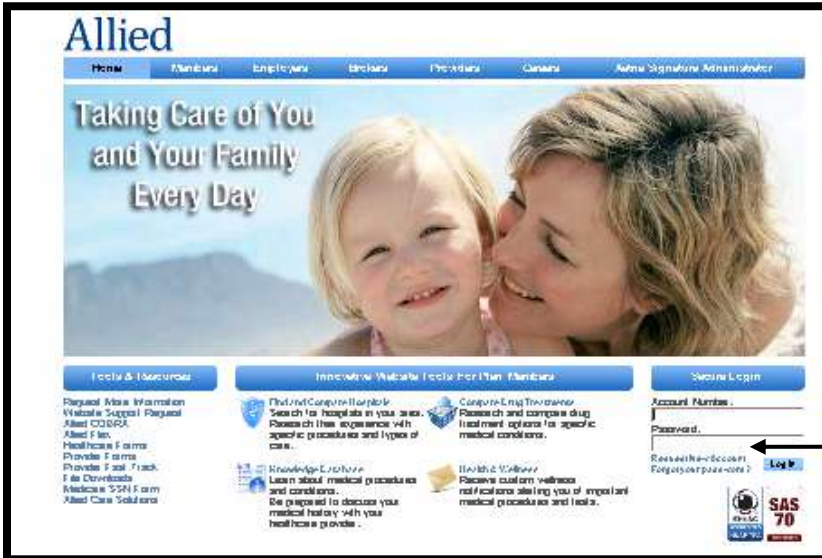 Allied
Home Members Employers Brokers Providers Careers Aetna Signature Administrator
Taking Care of You
and Your Family
Every Day
Tools & Resources
Request More Information
Website Support Request
Allied COBRA
Allied Flex
Healthcare Forms
Provider Forms
Provider Fast Track
File Downloads
Medicare SSN Form
Allied Care Solutions
Innovative Website Tools For Plan Members
Find and Compare Hospitals
Search for hospitals in your area.
Research their experience with
specific procedures and types of
care.
Compare Drug Treatments
Research and compare drug
treatment options for specific
medical conditions.
Knowledge Database
Learn about medical procedures
and conditions.
Be prepared to discuss your
medical history with your
healthcare provider.
Health & Wellness
Receive custom wellness
notifications alerting you of important
medical procedures and tests.
Secure Login
Account Number:
Password:
Request New Account
Forgot your password?
Log In
SAS
70